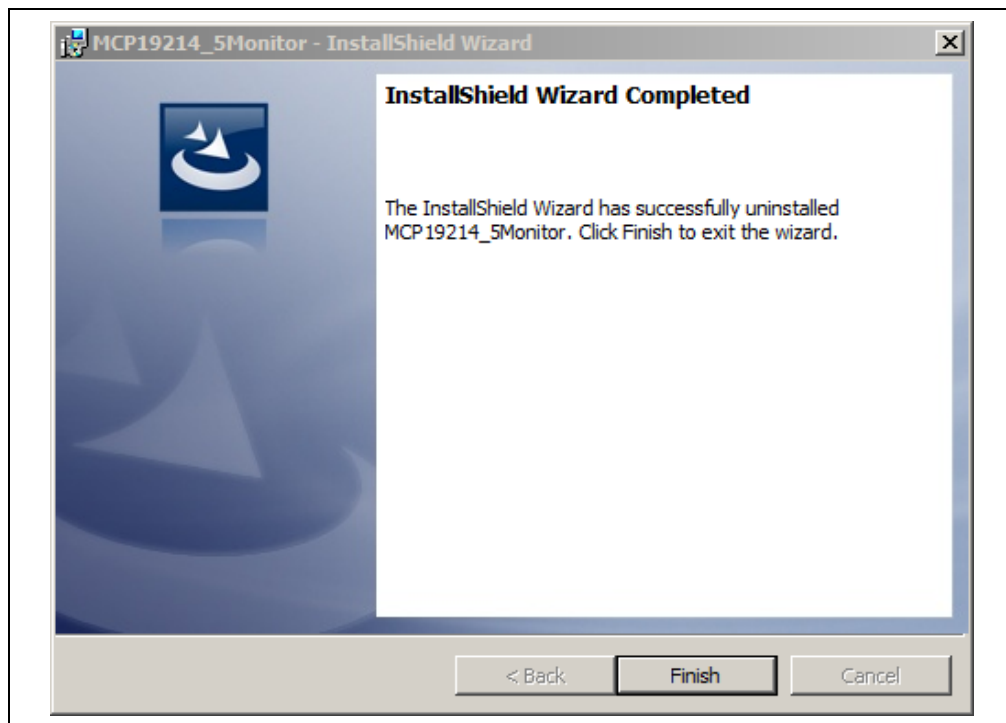 MCP19214_5Monitor - InstallShield Wizard
InstallShield Wizard Completed
The InstallShield Wizard has successfully uninstalled
MCP19214_5Monitor. Click Finish to exit the wizard.
< Back
Finish
Cancel